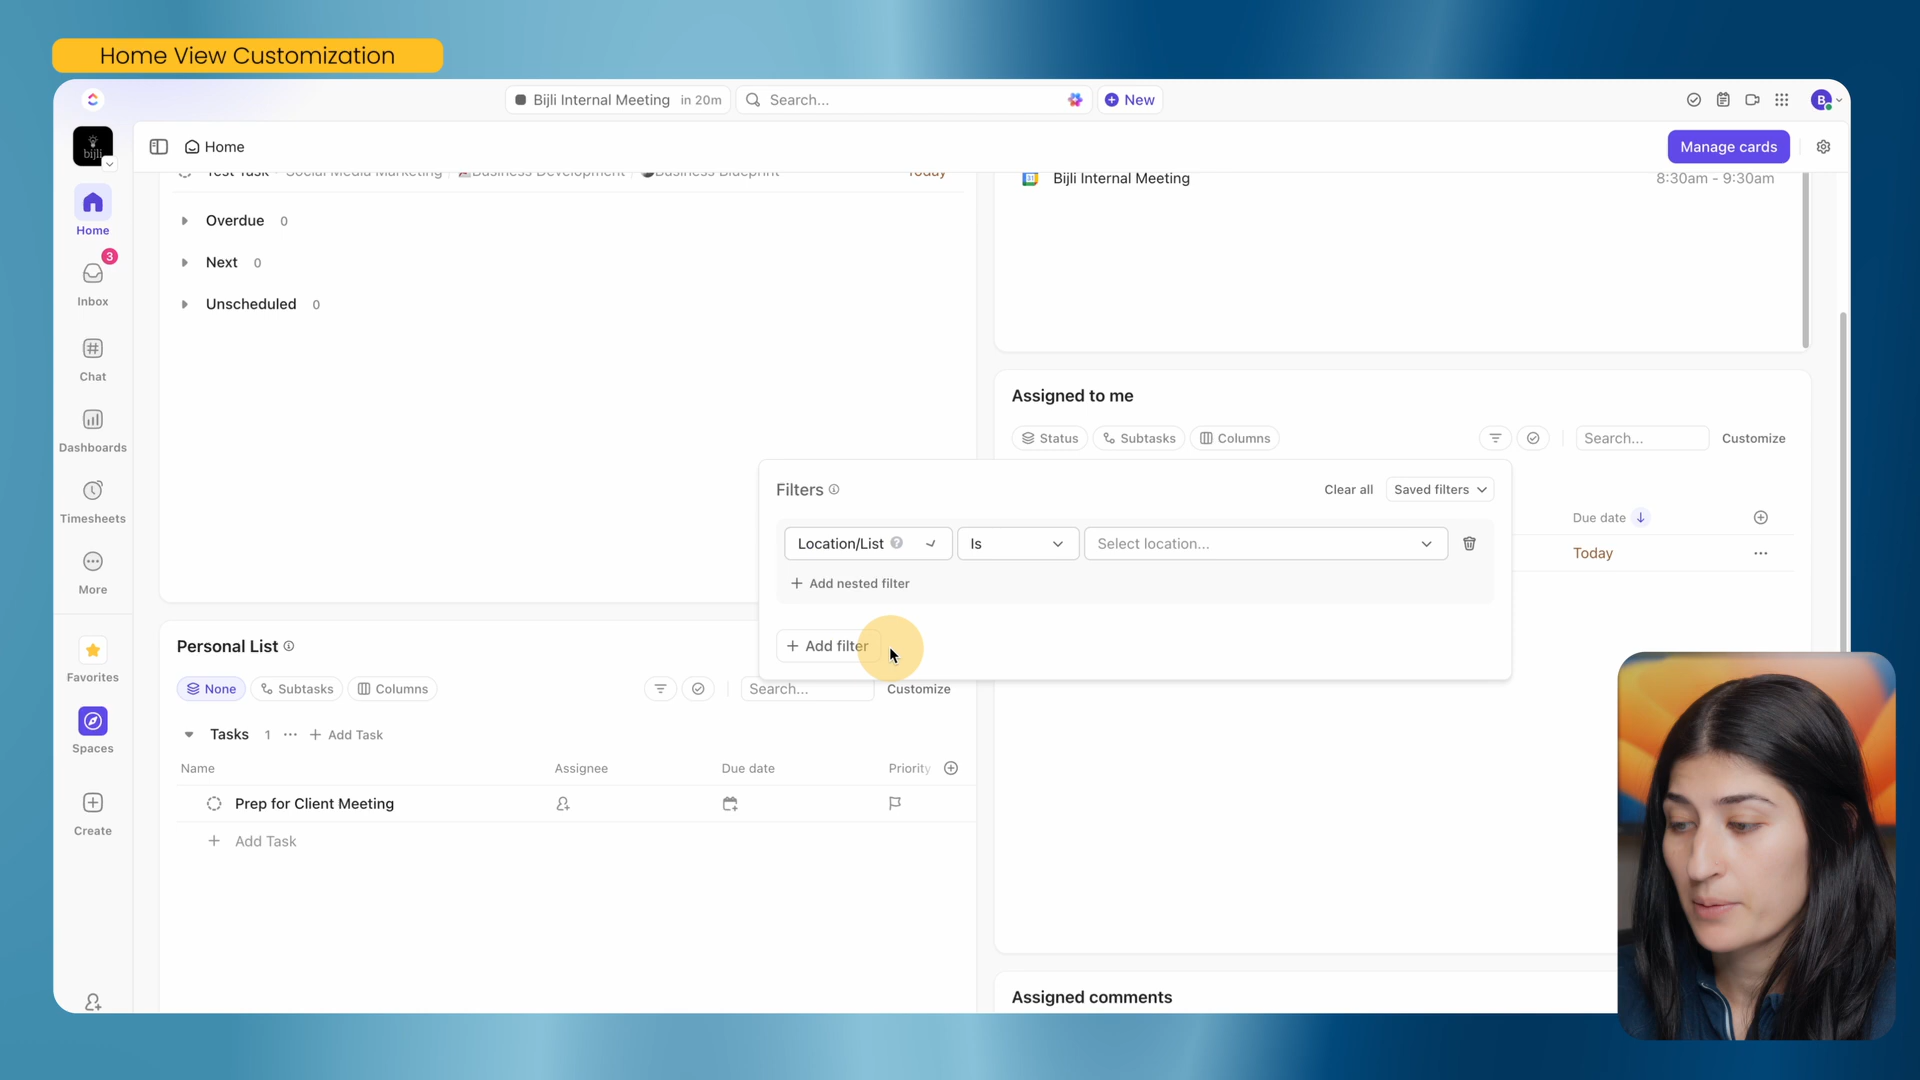 Home View Customization
Bijli Internal Meeting in 20m
Search...
New
B
bijli
Home
Manage cards
Test Task Social Media Marketing / Business Development / Business Blueprint Today
Bijli Internal Meeting 8:30am - 9:30am
Overdue 0
Next 0
Unscheduled 0
Home
3
Inbox
Chat
Dashboards
Timesheets
More
Favorites
Spaces
Create
Assigned to me
Status Subtasks Columns Search... Customize
Due date
Today
Filters Clear all Saved filters
Location/List Is Select location...
+ Add nested filter
+ Add filter
Personal List
None Subtasks Columns Search... Customize
Tasks 1 ... + Add Task
Name Assignee Due date Priority
Prep for Client Meeting
+ Add Task
Assigned comments